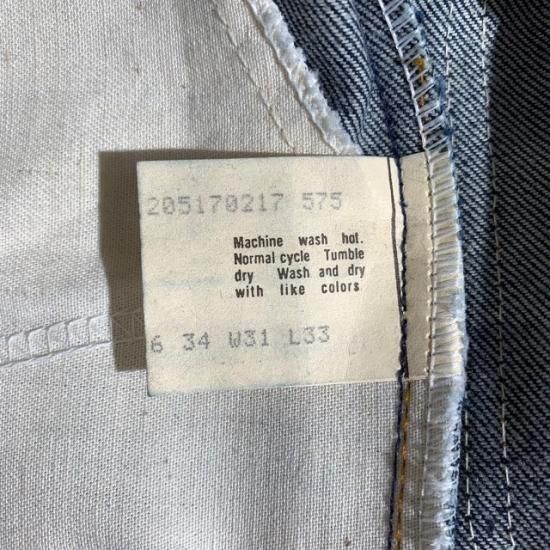 205170217 575
Machine wash hot.
Normal cycle Tumble
dry Wash and dry
with like colors
6 34 W31 L33